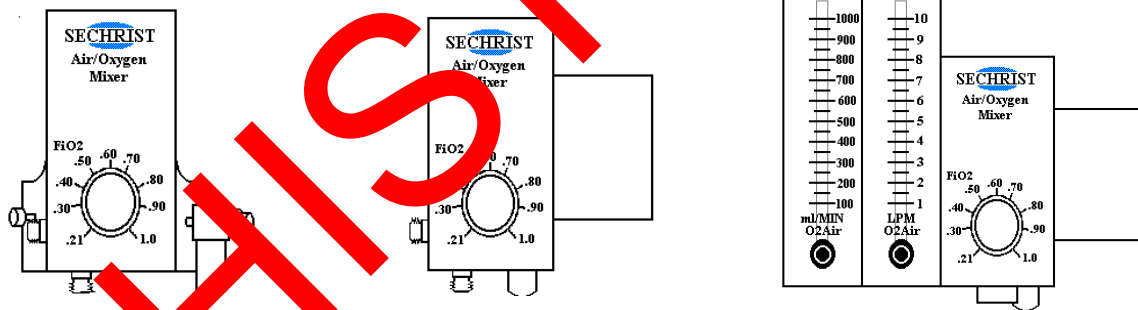 SECHRIST
Air/Oxygen
Mixer
FiO2
.50 .60 .70
.40 .80
.30 .90
.21 1.0
SECHRIST
Air/Oxygen
FiO2
.70
.80
.30 .90
.21 1.0
1000
900
800
700
600
500
400
300
200
100
ml/MIN
O2Air
10
9
8
7
6
5
4
3
2
1
LPM
O2Air
SECHRIST
Air/Oxygen
Mixer
FiO2
.50 .60 .70
.40 .80
.30 .90
.21 1.0
HIST